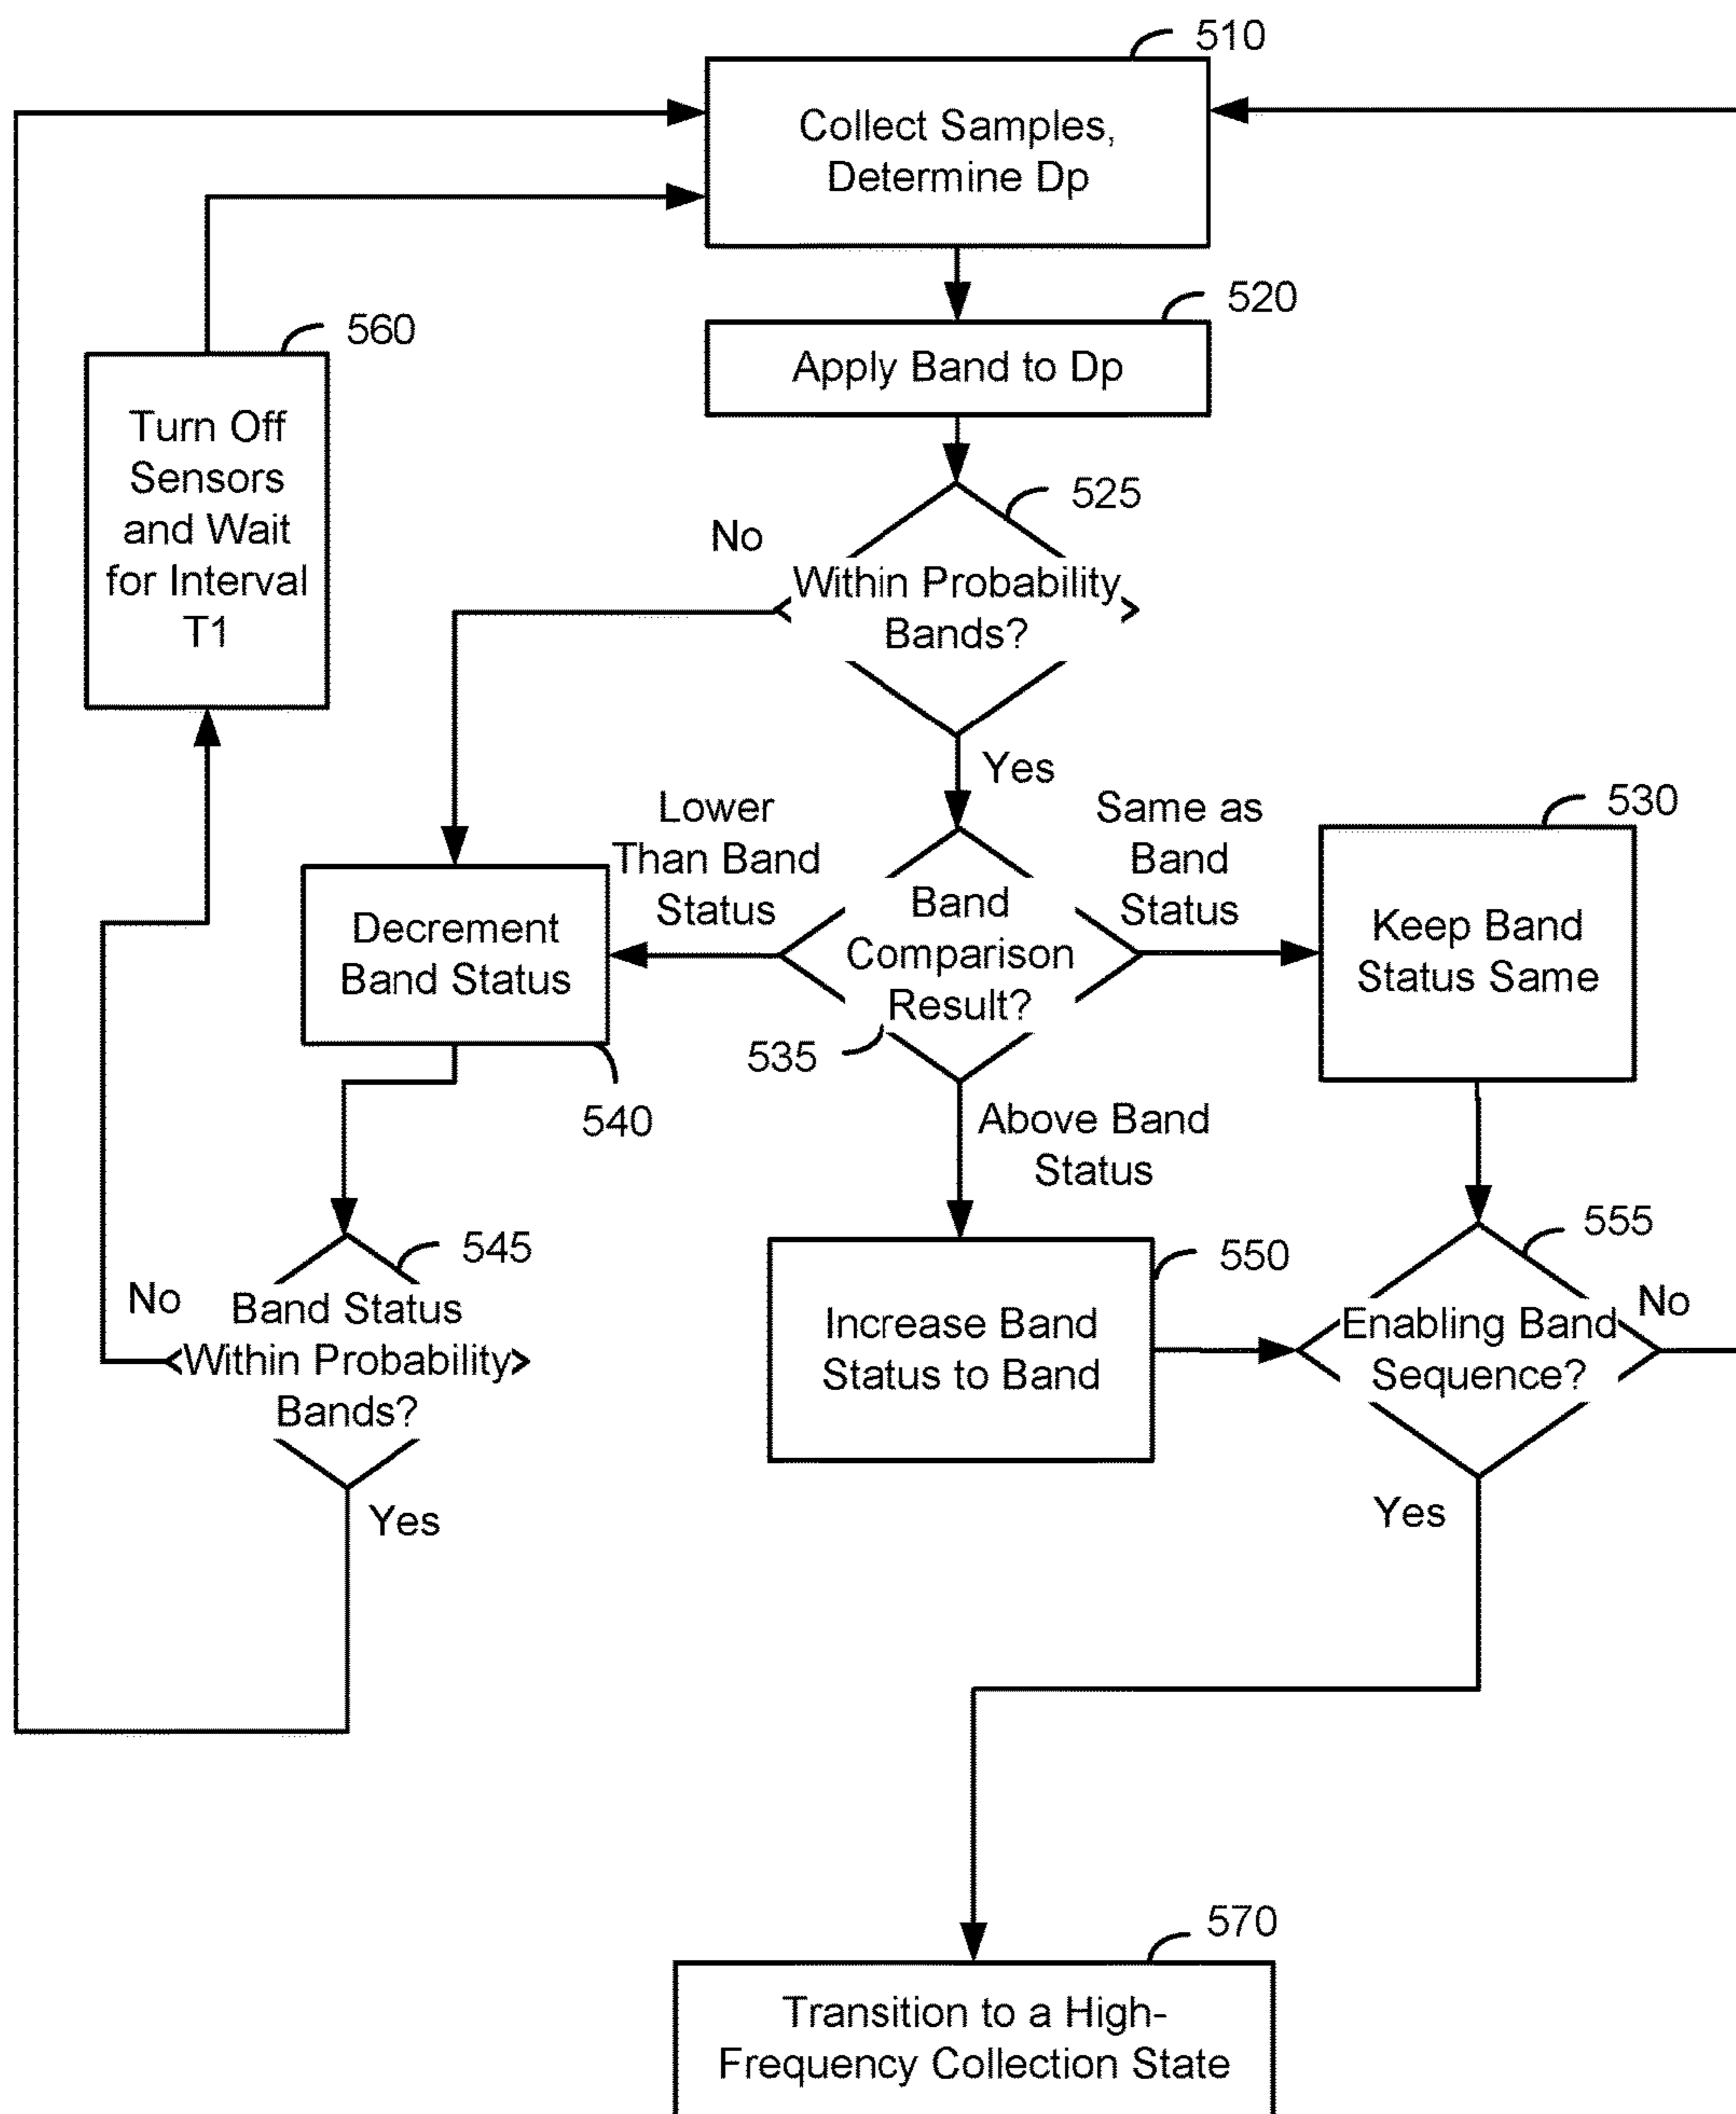 510
Collect Samples,
Determine Dp
520
Apply Band to Dp
560
Turn Off
Sensors
and Wait
for Interval
T1
525
No
Within Probability
Bands?
Yes
Lower
Than Band
Status
Same as
Band
Status
530
Decrement
Band Status
Band
Comparison
Result?
Keep Band
Status Same
535
540
Above Band
Status
545
No
Band Status
Within Probability
Bands?
Yes
550
Increase Band
Status to Band
555
Enabling Band
Sequence?
No
Yes
570
Transition to a High-
Frequency Collection State